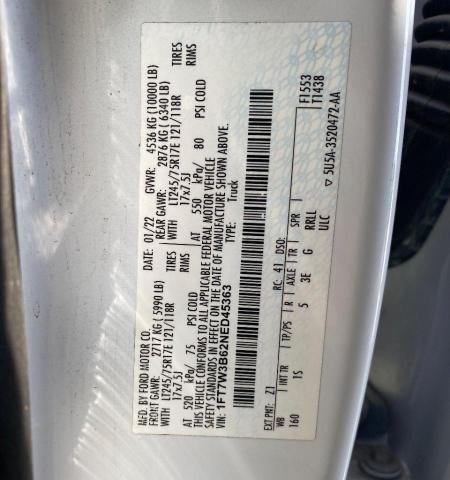 MFD. BY FORD MOTOR CO.
DATE: 01/22 GVWR: 4536 KG (10000 LB)
FRONT GAWR: 2717 KG ( 5990 LB) REAR GAWR: 2876 KG ( 6340 LB)
WITH LT245/75R17E 121/118R TIRES WITH LT245/75R17E 121/118R TIRES
17x7.5J RIMS 17x7.5J RIMS
AT 520 kPa/ 75 PSI COLD AT 550 kPa/ 80 PSI COLD
THIS VEHICLE CONFORMS TO ALL APPLICABLE FEDERAL MOTOR VEHICLE
SAFETY STANDARDS IN EFFECT ON THE DATE OF MANUFACTURE SHOWN ABOVE.
1FT7W3B62NED45363 TYPE: Truck
F1553
T1438
EXT PNT: Z1 RC: 41 DSO:
WB INT TR TP/PS R AXLE TR SPR
160 1S 5 3E G RRLL
ULC
▽ 5U5A-3520472-AA